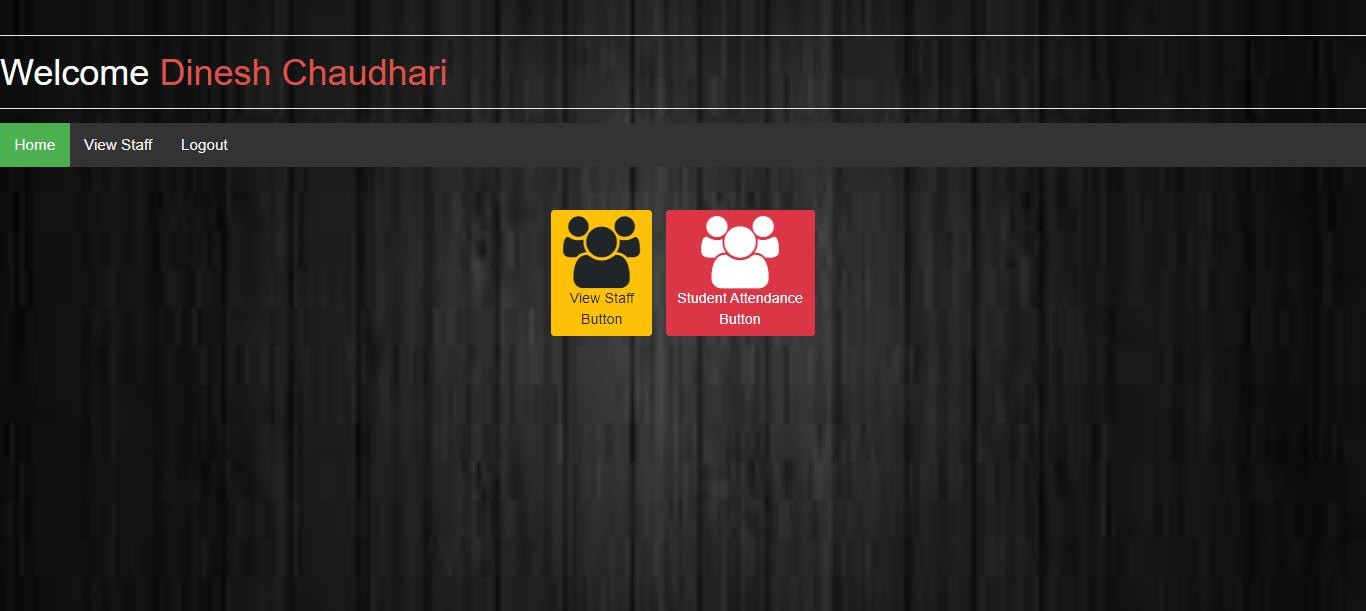 Welcome Dinesh Chaudhari
Home View Staff Logout
View Staff
Button
Student Attendance
Button